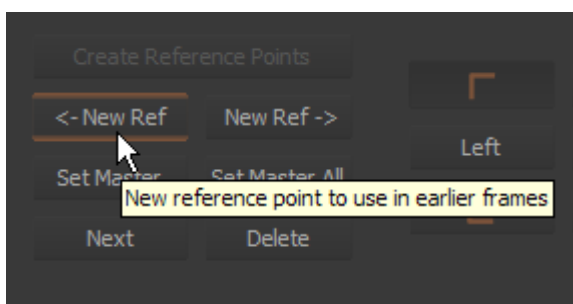 Create Reference Points
<- New Ref
New Ref ->
Left
Set Master
Set Master All
New reference point to use in earlier frames
Next
Delete